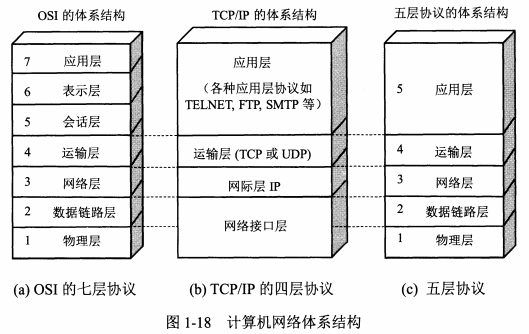 OSI 的体系结构
TCP/IP 的体系结构
五层协议的体系结构
7 应用层
6 表示层
5 会话层
4 运输层
3 网络层
2 数据链路层
1 物理层
应用层
(各种应用层协议如
TELNET, FTP, SMTP 等)
运输层 (TCP 或 UDP)
网际层 IP
网络接口层
5 应用层
4 运输层
3 网络层
2 数据链路层
1 物理层
(a) OSI 的七层协议
(b) TCP/IP 的四层协议
(c) 五层协议
图 1-18 计算机网络体系结构